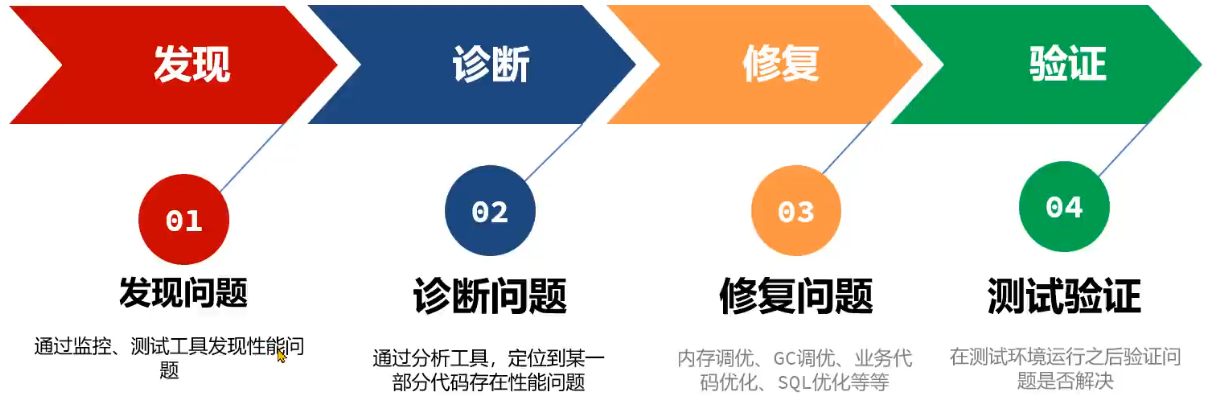 发现
诊断
修复
验证
01
02
03
04
发现问题
诊断问题
修复问题
测试验证
通过监控、测试工具发现性能问
题
通过分析工具，定位到某一
部分代码存在性能问题
内存调优、GC调优、业务代
码优化、SQL优化等等
在测试环境运行之后验证问
题是否解决